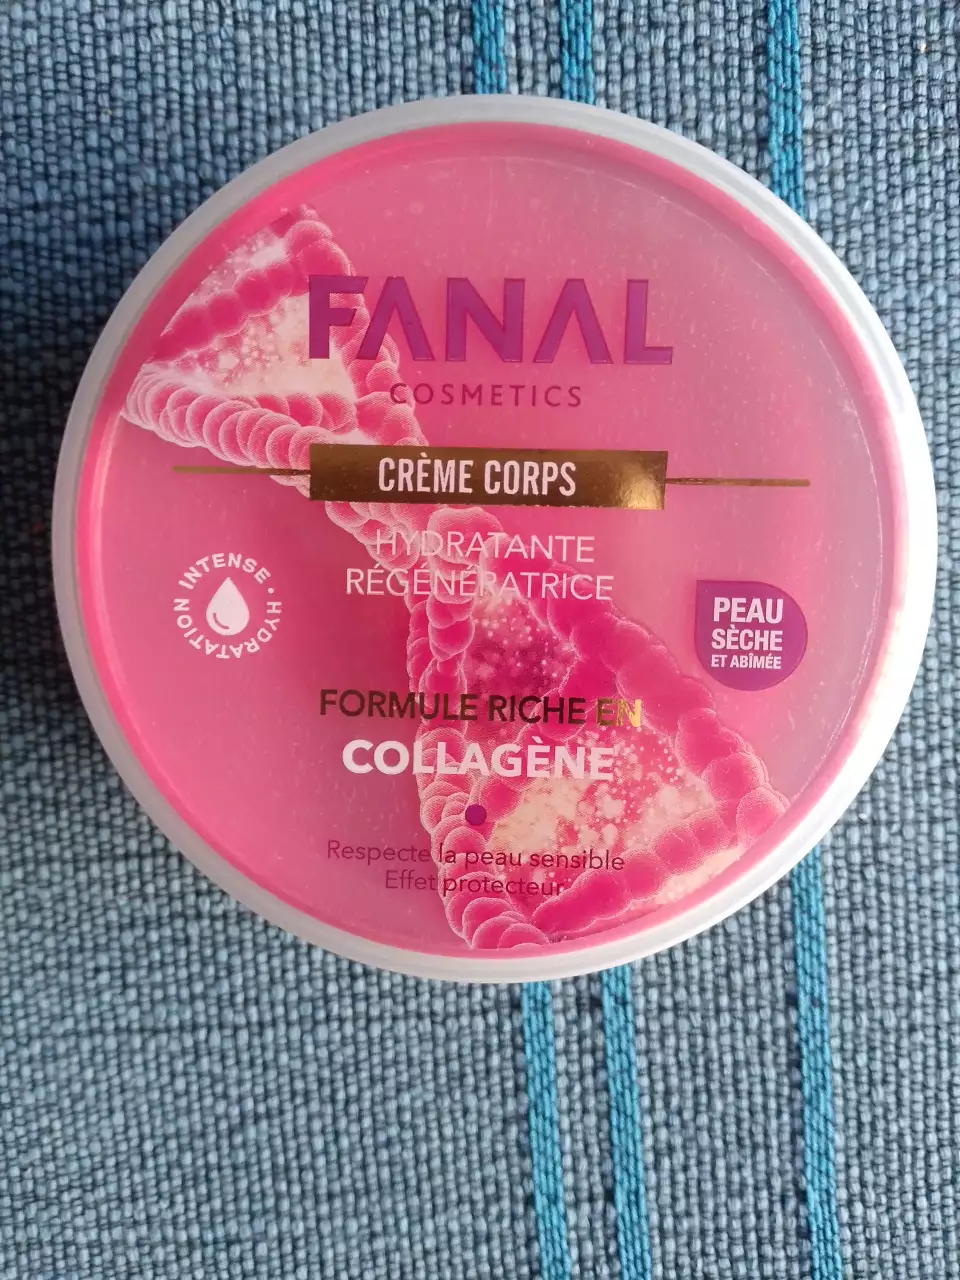 FANAL
COSMETICS
CRÈME CORPS
HYDRATANTE
RÉGÉNÉRATRICE
HYDRATATION INTENSE •
PEAU
SÈCHE
ET ABÎMÉE
FORMULE RICHE EN
COLLAGÈNE
Respecte la peau sensible
Effet protecteur